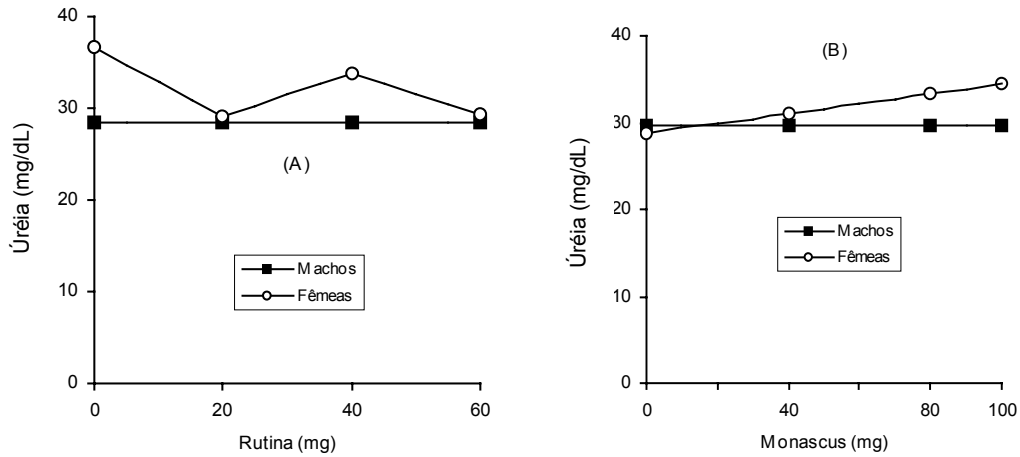 40
30
20
10
0
Úréia (mg/dL)
(A)
Machos
Fêmeas
0 20 40 60
Rutina (mg)
40
30
20
10
0
Úréia (mg/dL)
(B)
Machos
Fêmeas
0 40 80 100
Monascus (mg)